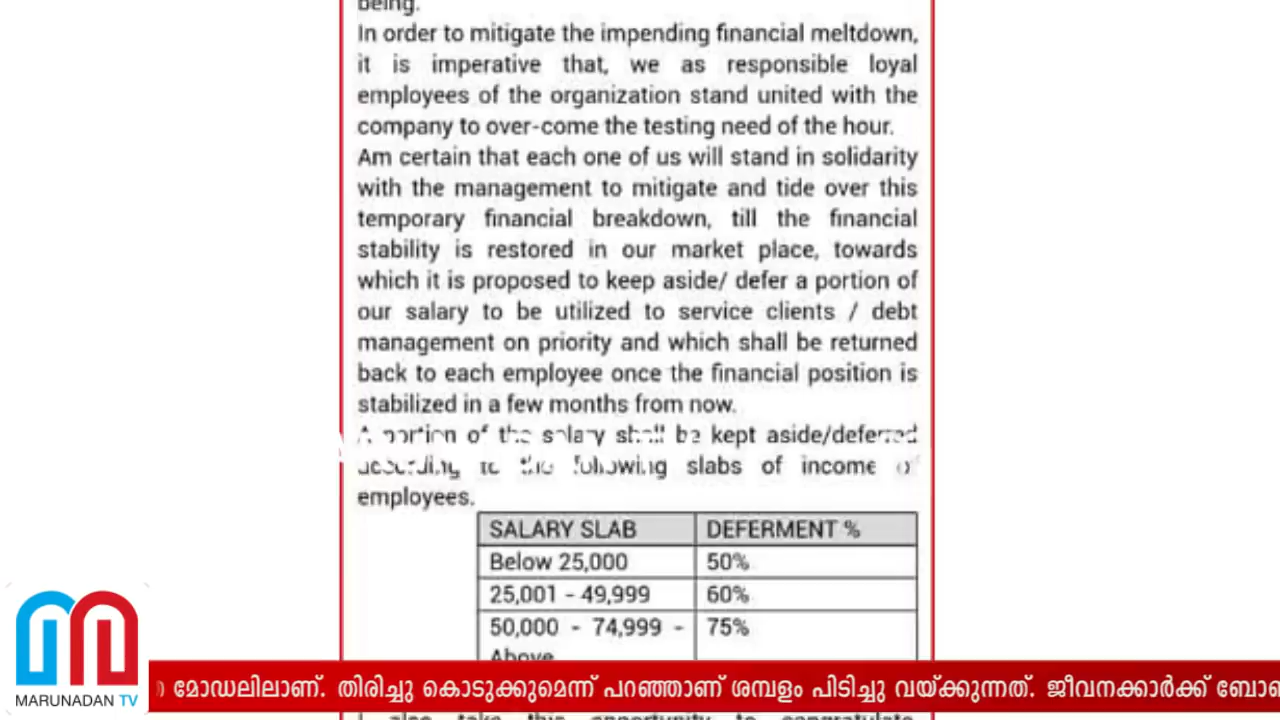 being.
In order to mitigate the impending financial meltdown,
it is imperative that, we as responsible loyal
employees of the organization stand united with the
company to over-come the testing need of the hour.
Am certain that each one of us will stand in solidarity
with the management to mitigate and tide over this
temporary financial breakdown, till the financial
stability is restored in our market place, towards
which it is proposed to keep aside/ defer a portion of
our salary to be utilized to service clients / debt
management on priority and which shall be returned
back to each employee once the financial position is
stabilized in a few months from now.
A portion of the salary shall be kept aside/deferred
according to the following slabs of income of
employees.
SALARY SLAB DEFERMENT %
Below 25,000 50%
25,001 - 49,999 60%
50,000 - 74,999 - 75%
Above
MARUNADAN TV
മോഡലിലാണ്. തിരിച്ചു കൊടുക്കുമെന്ന് പറഞ്ഞാണ് ശമ്പളം പിടിച്ചു വയ്ക്കുന്നത്. ജീവനക്കാർക്ക്
also take this opportunity to congratulate